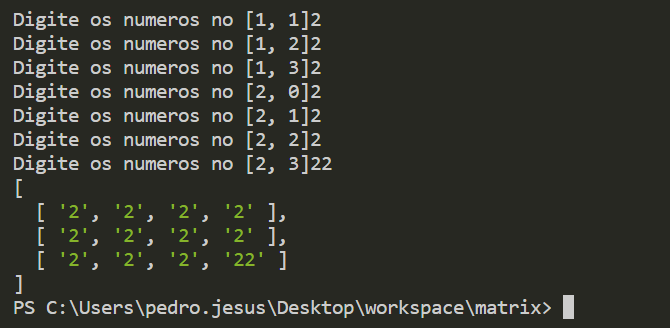 Digite os numeros no [1, 1]2
Digite os numeros no [1, 2]2
Digite os numeros no [1, 3]2
Digite os numeros no [2, 0]2
Digite os numeros no [2, 1]2
Digite os numeros no [2, 2]2
Digite os numeros no [2, 3]22
[
  [ '2', '2', '2', '2' ],
  [ '2', '2', '2', '2' ],
  [ '2', '2', '2', '22' ]
]
PS C:\Users\pedro.jesus\Desktop\workspace\matrix>